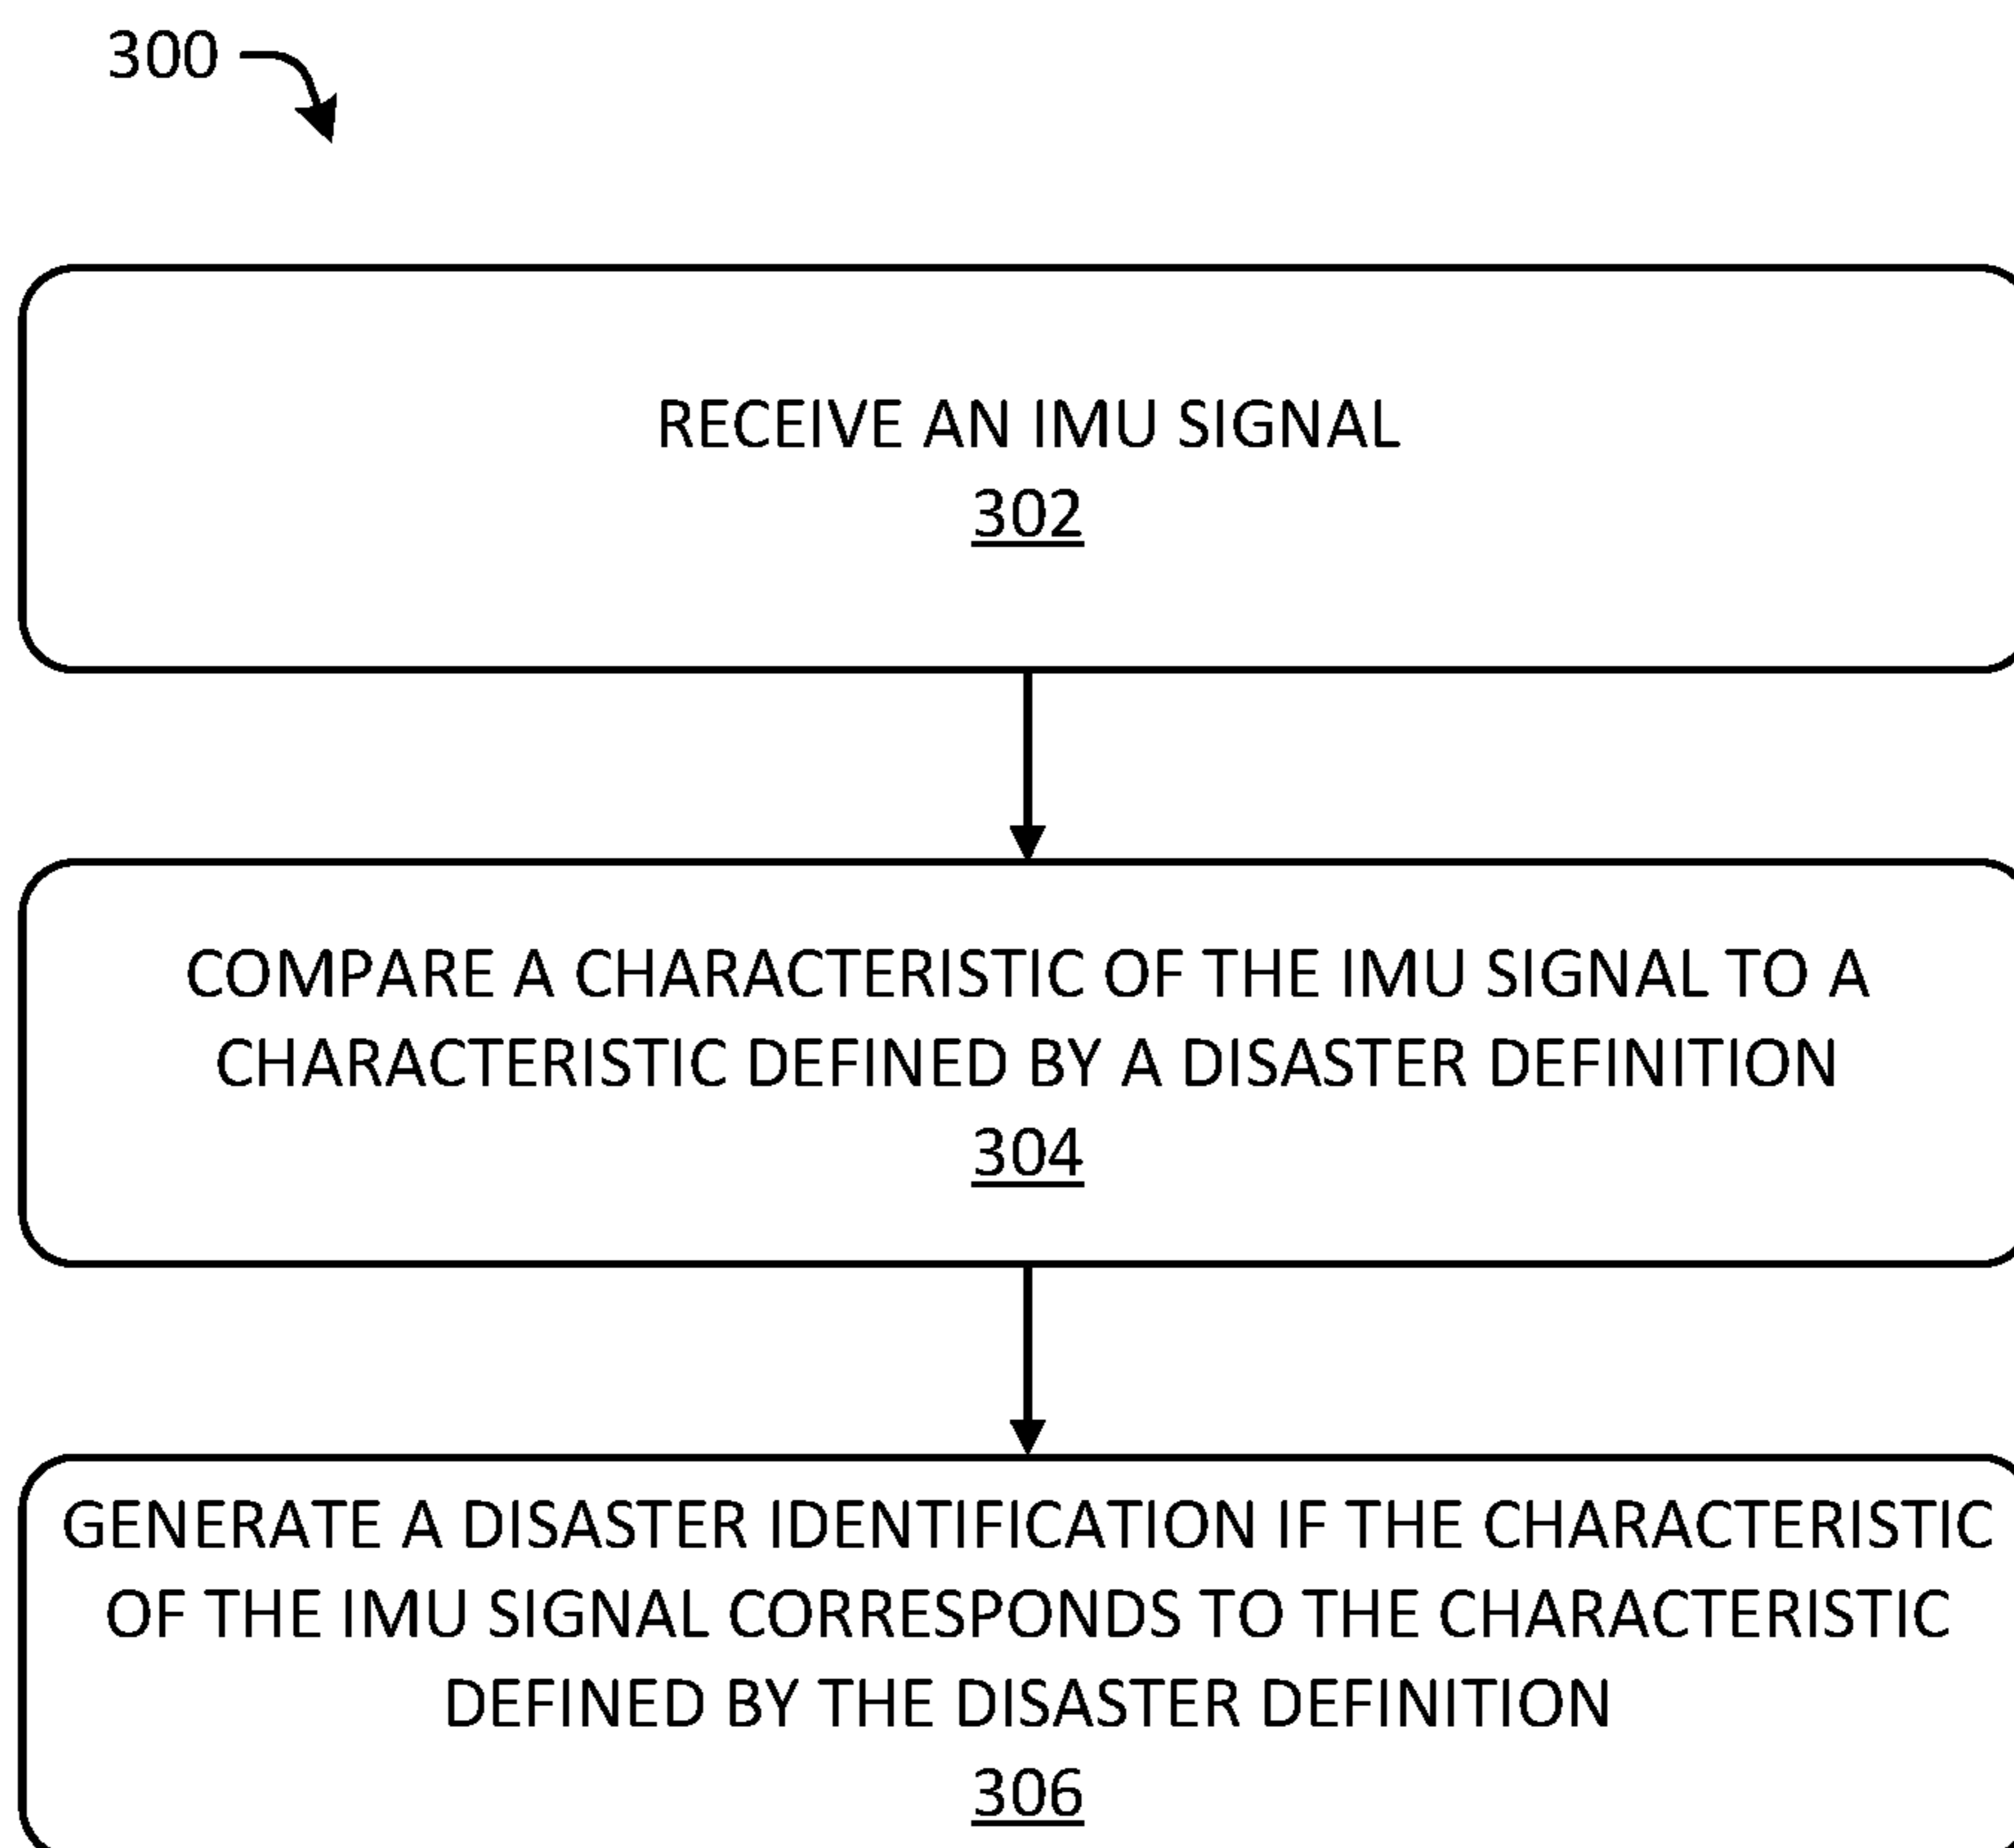 300
RECEIVE AN IMU SIGNAL
302
COMPARE A CHARACTERISTIC OF THE IMU SIGNAL TO A
CHARACTERISTIC DEFINED BY A DISASTER DEFINITION
304
GENERATE A DISASTER IDENTIFICATION IF THE CHARACTERISTIC
OF THE IMU SIGNAL CORRESPONDS TO THE CHARACTERISTIC
DEFINED BY THE DISASTER DEFINITION
306